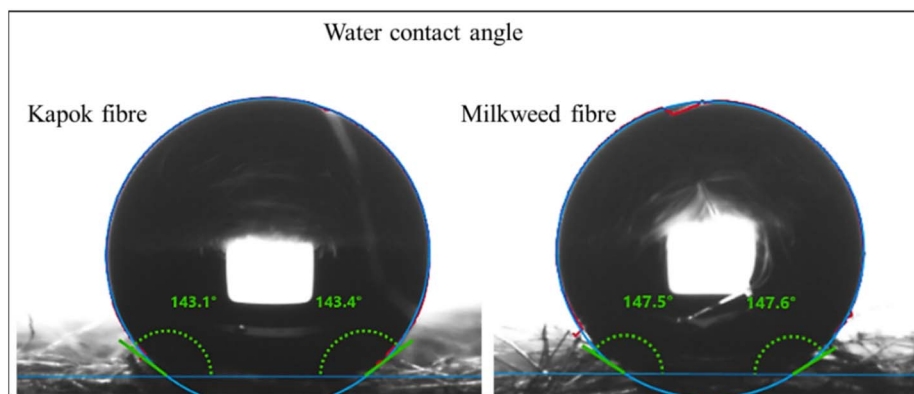 Water contact angle
Kapok fibre
Milkweed fibre
143.1° 143.4°
147.5° 147.6°